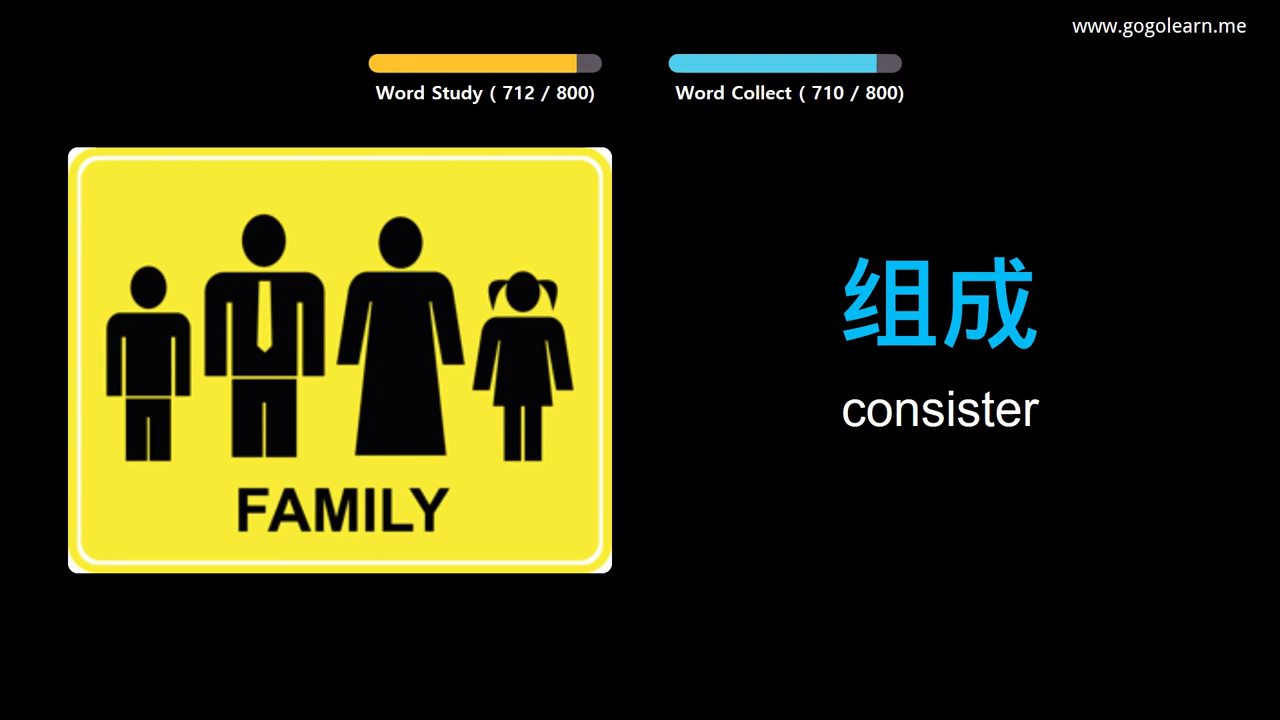 www.gogolearn.me
Word Study ( 712 / 800)
Word Collect ( 710 / 800)
FAMILY
组成
consister